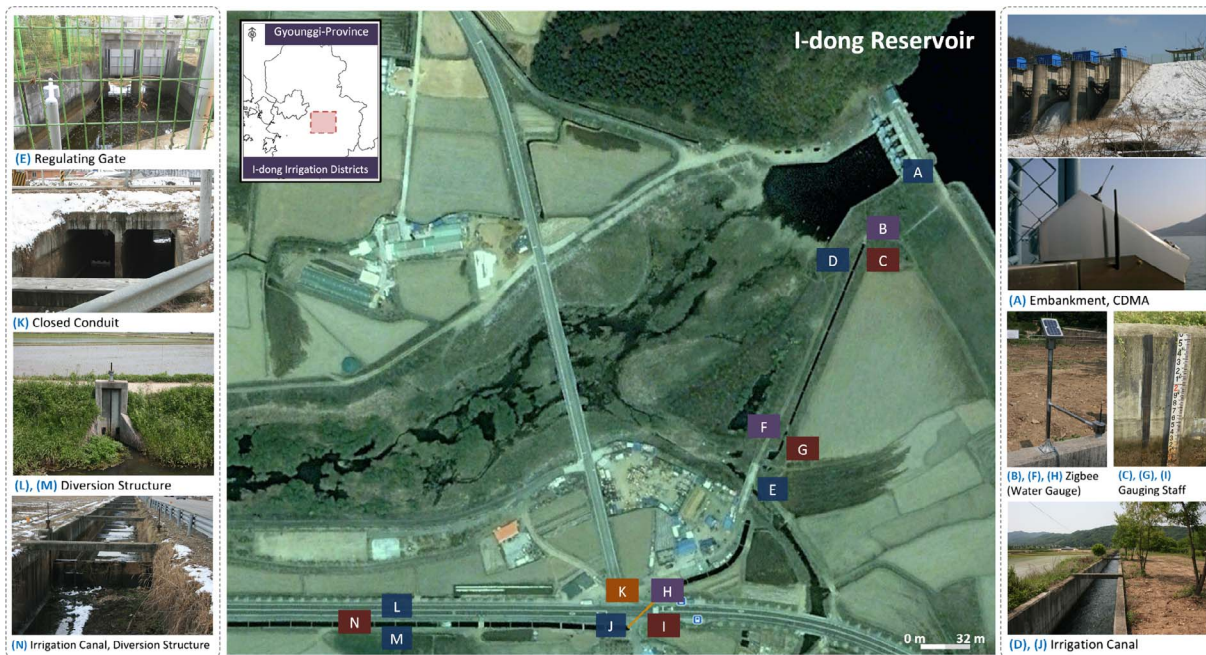 (E) Regulating Gate
(K) Closed Conduit
(L), (M) Diversion Structure
(N) Irrigation Canal, Diversion Structure
Gyounggi-Province
I-dong Irrigation Districts
I-dong Reservoir
A
B
D
C
F
G
E
K
H
L
N
J
I
M
0 m
32 m
(A) Embankment, CDMA
(B), (F), (H) Zigbee
(Water Gauge)
(C), (G), (I)
Gauging Staff
(D), (J) Irrigation Canal